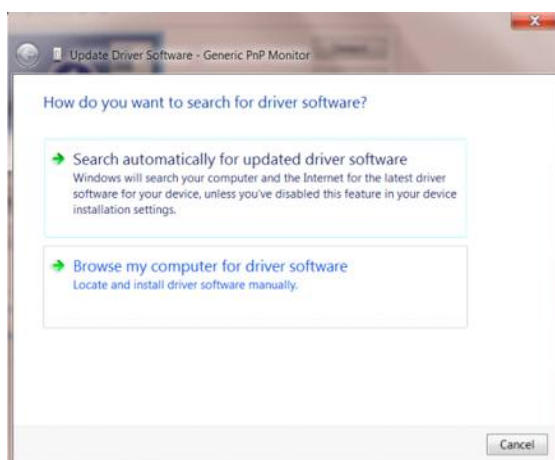 Update Driver Software - Generic PnP Monitor
How do you want to search for driver software?
Search automatically for updated driver software
Windows will search your computer and the Internet for the latest driver
software for your device, unless you've disabled this feature in your device
installation settings.
Browse my computer for driver software
Locate and install driver software manually.
Cancel